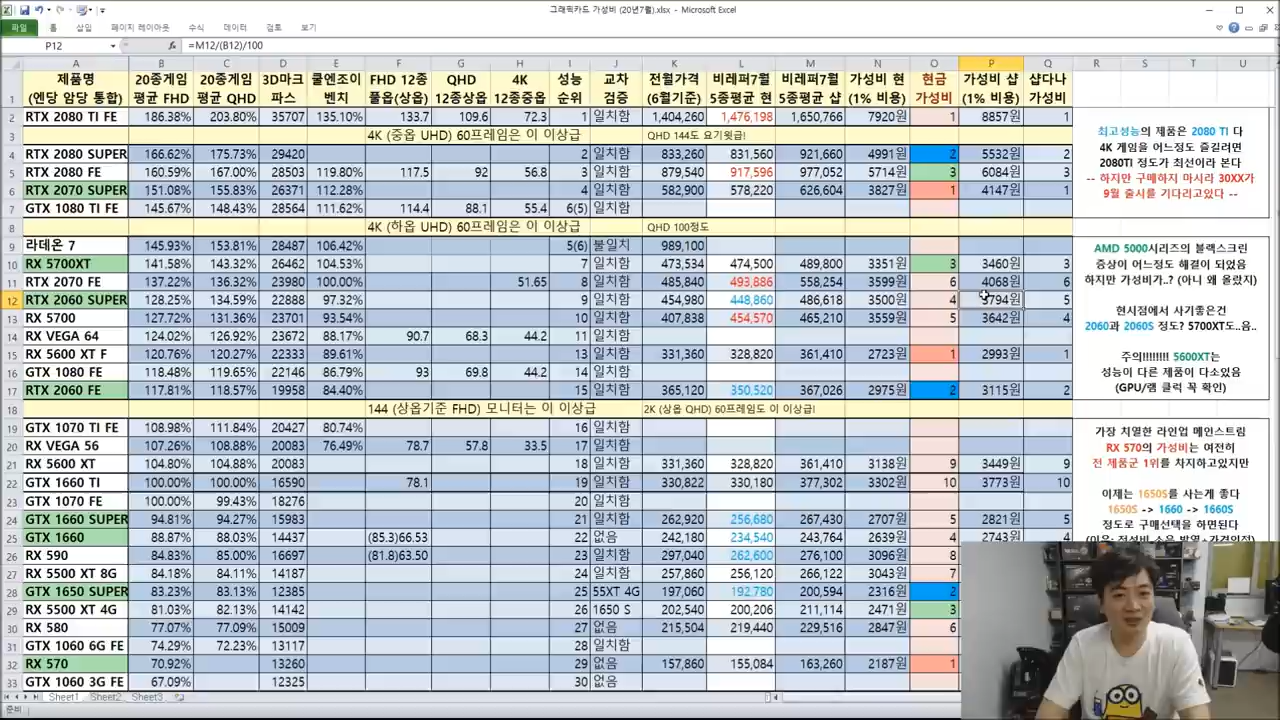 그래픽카드 가성비 (20년7월).xlsx - Microsoft Excel
파일 홈 삽입 페이지 레이아웃 수식 데이터 검토 보기
P12 fx =M12/(B12)/100
A B C D E F G H I J K L M N O P Q R S T U
제품명 20종게임 20종게임 3D마크 쿨엔조이 FHD 12종 QHD 4K 성능 교차 전월가격 비레퍼7월 비레퍼7월 가성비 현 현금 가성비 샵 샵다나
1 (엔당 암당 통합) 평균 FHD 평균 QHD 파스 벤치 풀옵(상옵) 12종상옵 12종중옵 순위 검증 (6월기준) 5종평균 현 5종평균 샵 (1% 비용) 가성비 (1% 비용) 가성비
2 RTX 2080 TI FE 186.38% 203.80% 35707 135.10% 133.7 109.6 72.3 1 일치함 1,404,260 1,476,198 1,650,766 7920원 1 8857원 1
3 4K (중옵 UHD) 60프레임은 이 이상급 QHD 144도 요기윗급!
4 RTX 2080 SUPER 166.62% 175.73% 29420 2 일치함 833,260 831,560 921,660 4991원 2 5532원 2
5 RTX 2080 FE 160.59% 167.00% 28503 119.80% 117.5 92 56.8 3 일치함 879,540 917,596 977,052 5714원 3 6084원 3
6 RTX 2070 SUPER 151.08% 155.83% 26371 112.28% 4 일치함 582,900 578,220 626,604 3827원 1 4147원 1
7 GTX 1080 TI FE 145.67% 148.43% 28564 111.62% 114.4 88.1 55.4 6(5) 일치함
8 4K (하옵 UHD) 60프레임은 이 이상급 QHD 100정도
9 라데온 7 145.93% 153.81% 28487 106.42% 5(6) 불일치 989,100
10 RX 5700XT 141.58% 143.32% 26462 104.53% 7 일치함 473,534 474,500 489,800 3351원 3 3460원 3
11 RTX 2070 FE 137.22% 136.32% 23980 100.00% 51.65 8 일치함 485,840 493,886 558,254 3599원 6 4068원 6
12 RTX 2060 SUPER 128.25% 134.59% 22888 97.32% 9 일치함 454,980 448,860 486,618 3500원 4 3794원 5
13 RX 5700 127.72% 131.36% 23701 93.54% 10 일치함 407,838 454,570 465,210 3559원 5 3642원 4
14 RX VEGA 64 124.02% 126.92% 23672 88.17% 90.7 68.3 44.2 11 일치함
15 RX 5600 XT F 120.76% 120.27% 22333 89.61% 13 일치함 331,360 328,820 361,410 2723원 1 2993원 1
16 GTX 1080 FE 118.48% 119.65% 22146 86.79% 93 69.8 44.2 14 일치함
17 RTX 2060 FE 117.81% 118.57% 19958 84.40% 15 일치함 365,120 350,520 367,026 2975원 2 3115원 2
18 144 (상옵기준 FHD) 모니터는 이 이상급 2K (상옵 QHD) 60프레임도 이 이상급!
19 GTX 1070 TI FE 108.98% 111.84% 20427 80.74% 16 일치함
20 RX VEGA 56 107.26% 108.88% 20083 76.49% 78.7 57.8 33.5 17 일치함
21 RX 5600 XT 104.80% 104.88% 20083 18 일치함 331,360 328,820 361,410 3138원 9 3449원 9
22 GTX 1660 TI 100.00% 100.00% 16590 78.1 19 일치함 330,822 330,180 377,302 3302원 10 3773원 10
23 GTX 1070 FE 100.00% 99.43% 18276 20 일치함
24 GTX 1660 SUPER 94.81% 94.27% 15983 21 일치함 262,920 256,680 267,430 2707원 5 2821원 5
25 GTX 1660 88.87% 88.03% 14437 (85.3)66.53 22 없음 242,180 234,540 243,764 2639원 4 2743원 4
26 RX 590 84.83% 85.00% 16697 (81.8)63.50 23 일치함 297,040 262,600 276,100 3096원 8
27 RX 5500 XT 8G 84.18% 84.11% 14187 24 일치함 257,860 256,120 266,122 3043원 7
28 GTX 1650 SUPER 83.23% 83.13% 12385 25 55XT 4G 197,060 192,780 200,594 2316원 2
29 RX 5500 XT 4G 81.03% 82.13% 14142 26 1650 S 202,540 200,206 211,114 2471원 3
30 RX 580 77.07% 77.09% 15009 27 없음 215,504 219,440 229,516 2847원 6
31 GTX 1060 6G FE 74.29% 72.23% 13117 28 일치함
32 RX 570 70.92% 13260 29 없음 157,860 155,084 163,260 2187원 1
33 GTX 1060 3G FE 67.09% 12325 30 없음
최고성능의 제품은 2080 TI 다
4K 게임을 어느정도 즐길려면
2080TI 정도가 최선이라 본다
-- 하지만 구매하지 마시라 30XX가
9월 출시를 기다리고있다 --
AMD 5000시리즈의 블랙스크린
증상이 어느정도 해결이 되었음
하지만 가성비가..? (아니 왜 올랐지)
현시점에서 사기좋은건
2060과 2060S 정도? 5700XT도..음..
주의!!!!!!!! 5600XT는
성능이 다른 제품이 다소있음
(GPU/램 클럭 꼭 확인)
가장 치열한 라인업 메인스트림
RX 570의 가성비는 여전히
전 제품군 1위를 차지하고있지만
이제는 1650S를 사는게 좋다
1650S -> 1660 -> 1660S
정도로 구매선택을 하면된다
Sheet1 Sheet2 Sheet3
준비